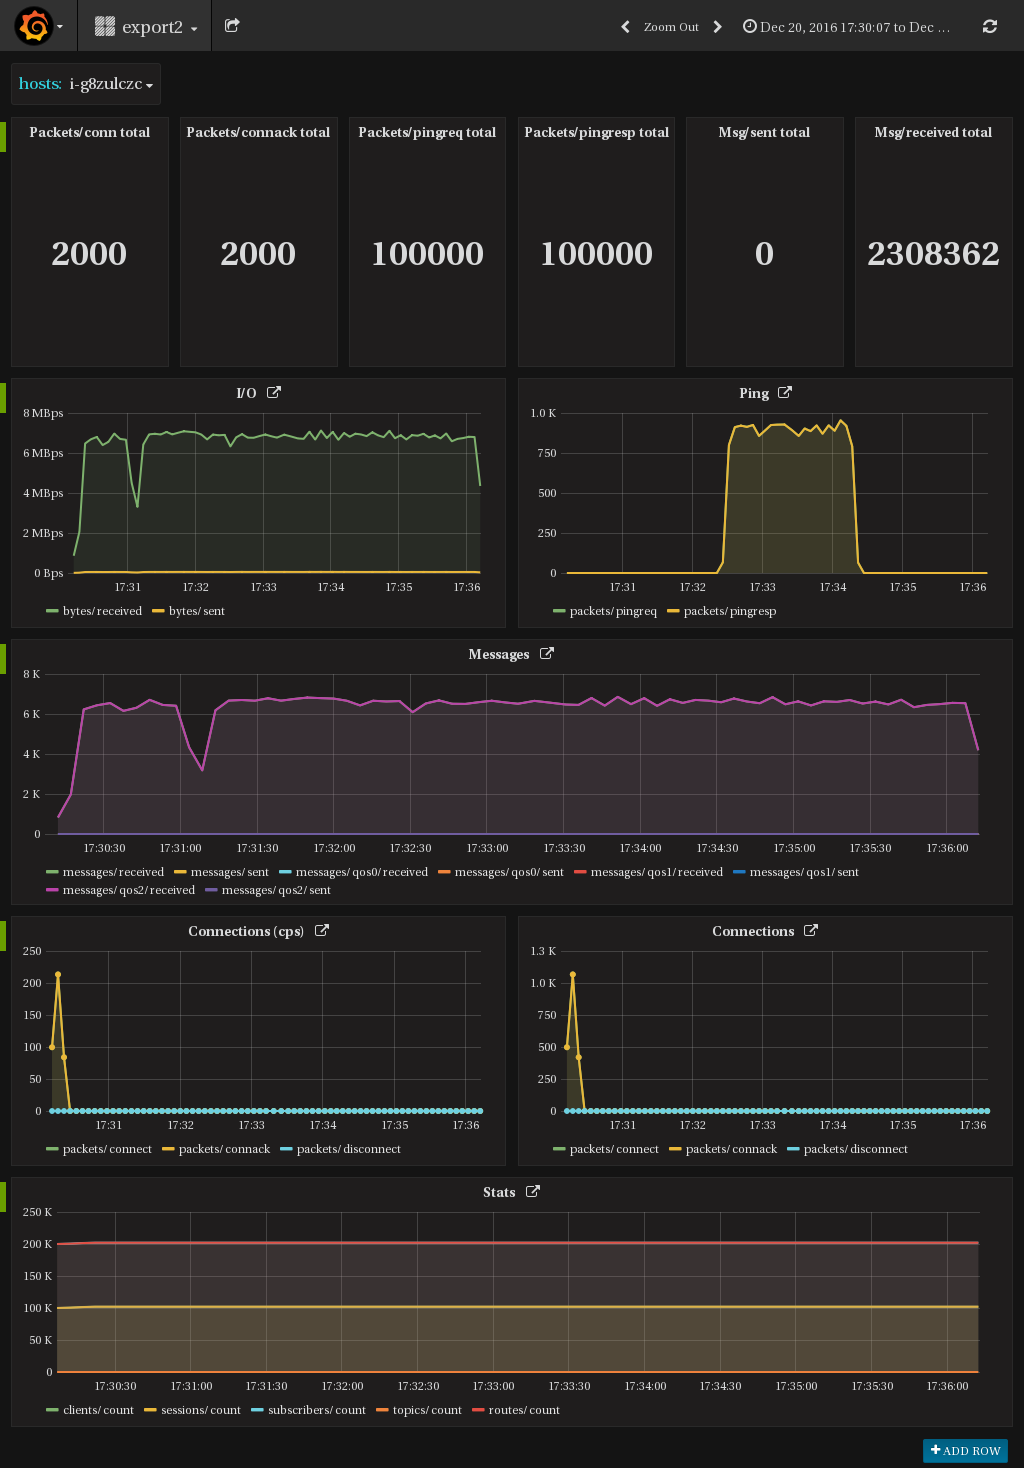 export2
Zoom Out
Dec 20, 2016 17:30:07 to Dec ...
hosts: i-g8zulczc
Packets/conn total
Packets/connack total
Packets/pingreq total
Packets/pingresp total
Msg/sent total
Msg/received total
2000
2000
100000
100000
0
2308362
I/O
8 MBps
6 MBps
4 MBps
2 MBps
0 Bps
17:31 17:32 17:33 17:34 17:35 17:36
bytes/received bytes/sent
Ping
1.0 K
750
500
250
0
17:31 17:32 17:33 17:34 17:35 17:36
packets/pingreq packets/pingresp
Messages
8 K
6 K
4 K
2 K
0
17:30:30 17:31:00 17:31:30 17:32:00 17:32:30 17:33:00 17:33:30 17:34:00 17:34:30 17:35:00 17:35:30 17:36:00
messages/received messages/sent messages/qos0/received messages/qos0/sent messages/qos1/received messages/qos1/sent
messages/qos2/received messages/qos2/sent
Connections (cps)
250
200
150
100
50
0
17:31 17:32 17:33 17:34 17:35 17:36
packets/connect packets/connack packets/disconnect
Connections
1.3 K
1.0 K
750
500
250
0
17:31 17:32 17:33 17:34 17:35 17:36
packets/connect packets/connack packets/disconnect
Stats
250 K
200 K
150 K
100 K
50 K
0
17:30:30 17:31:00 17:31:30 17:32:00 17:32:30 17:33:00 17:33:30 17:34:00 17:34:30 17:35:00 17:35:30 17:36:00
clients/count sessions/count subscribers/count topics/count routes/count
ADD ROW